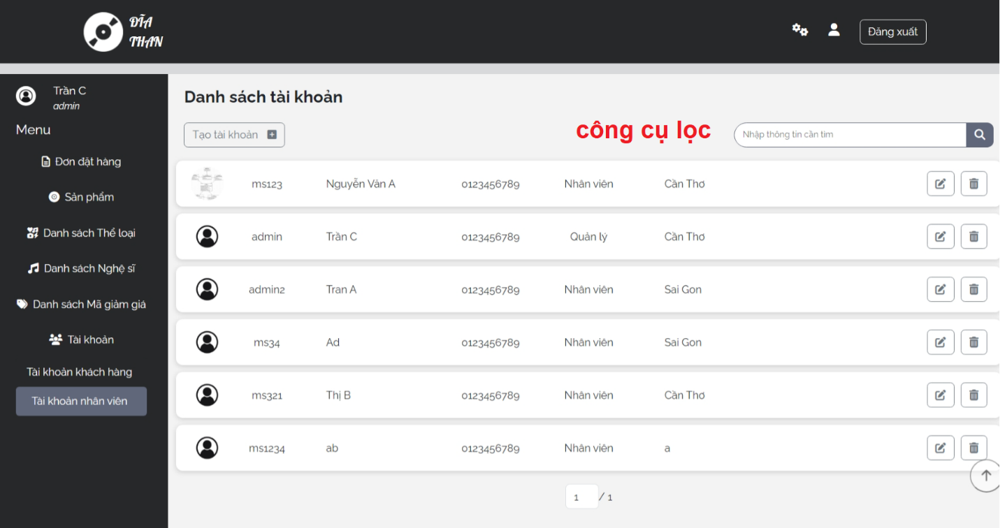 ĐĨA
THAN
Đăng xuất
Trần C
admin
Menu
Đơn đặt hàng
Sản phẩm
Danh sách Thể loại
Danh sách Nghệ sĩ
Danh sách Mã giảm giá
Tài khoản
Tài khoản khách hàng
Tài khoản nhân viên
Danh sách tài khoản
Tạo tài khoản
công cụ lọc
Nhập thông tin cần tìm
ms123 Nguyễn Văn A 0123456789 Nhân viên Cần Thơ
admin Trần C 0123456789 Quản lý Cần Thơ
admin2 Tran A 0123456789 Nhân viên Sai Gon
ms34 Ad 0123456789 Nhân viên Sai Gon
ms321 Thị B 0123456789 Nhân viên Cần Thơ
ms1234 ab 0123456789 Nhân viên a
1 / 1